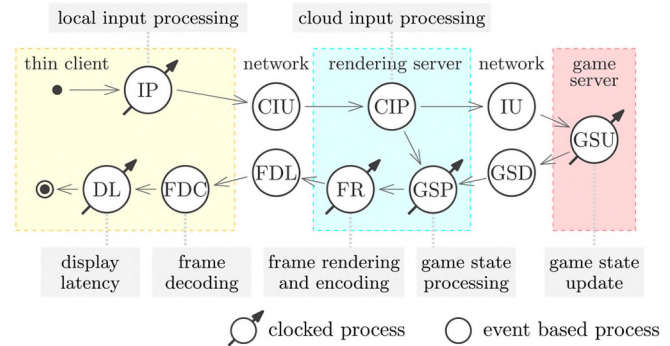 local input processing
cloud input processing
thin client
network
rendering server
network
game
server
IP
CIU
CIP
IU
GSU
DL
FDC
FDL
FR
GSP
GSD
display
latency
frame
decoding
frame rendering
and encoding
game state
processing
game state
update
clocked process
event based process